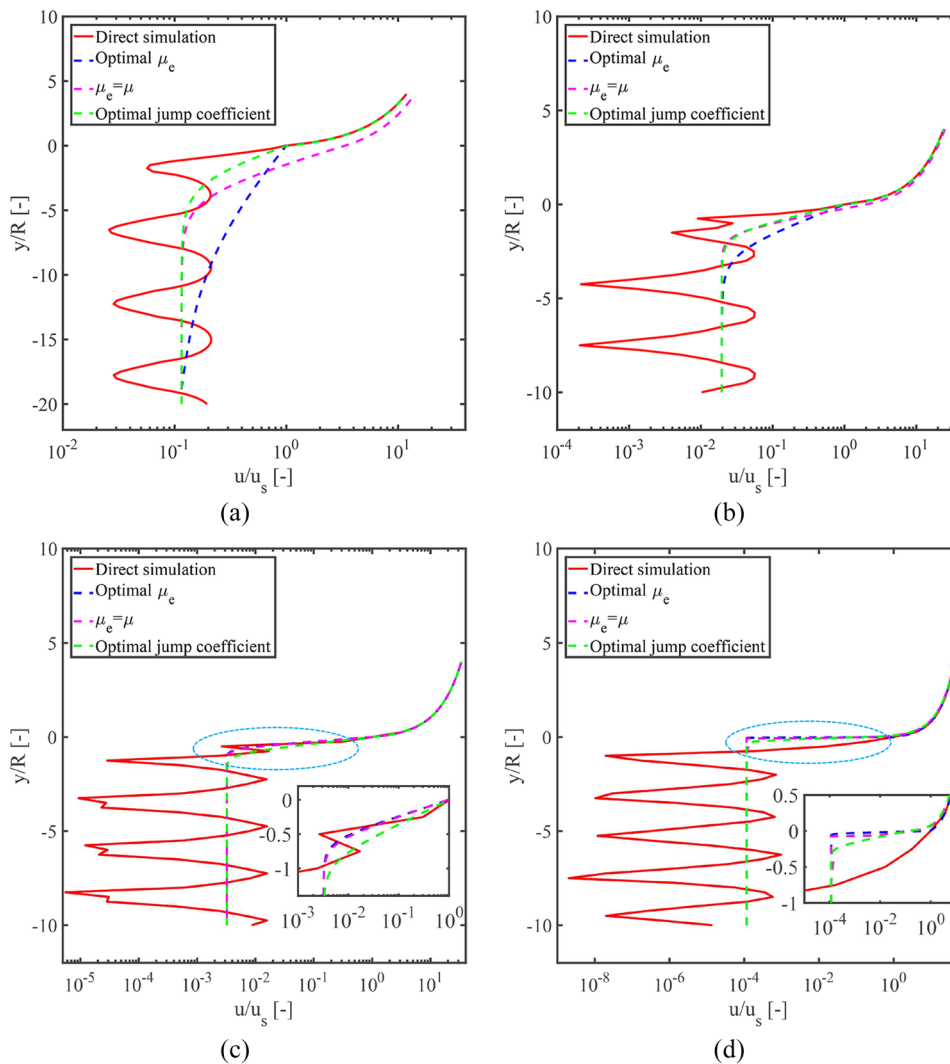 10
Direct simulation
Optimal μe
μe=μ
Optimal jump coefficient
5
0
-5
-10
-15
-20
y/R [-]
10^-2 10^-1 10^0 10^1
u/us [-]
(a)
10
Direct simulation
Optimal μe
μe=μ
Optimal jump coefficient
5
0
-5
-10
y/R [-]
10^-4 10^-3 10^-2 10^-1 10^0 10^1
u/us [-]
(b)
10
Direct simulation
Optimal μe
μe=μ
Optimal jump coefficient
5
0
-5
-10
y/R [-]
0
-0.5
-1
10^-3 10^-2 10^-1 10^0
10^-5 10^-4 10^-3 10^-2 10^-1 10^0 10^1
u/us [-]
(c)
10
Direct simulation
Optimal μe
μe=μ
Optimal jump coefficient
5
0
-5
-10
y/R [-]
0.5
0
-0.5
-1
10^-4 10^-2 10^0
10^-8 10^-6 10^-4 10^-2 10^0
u/us [-]
(d)